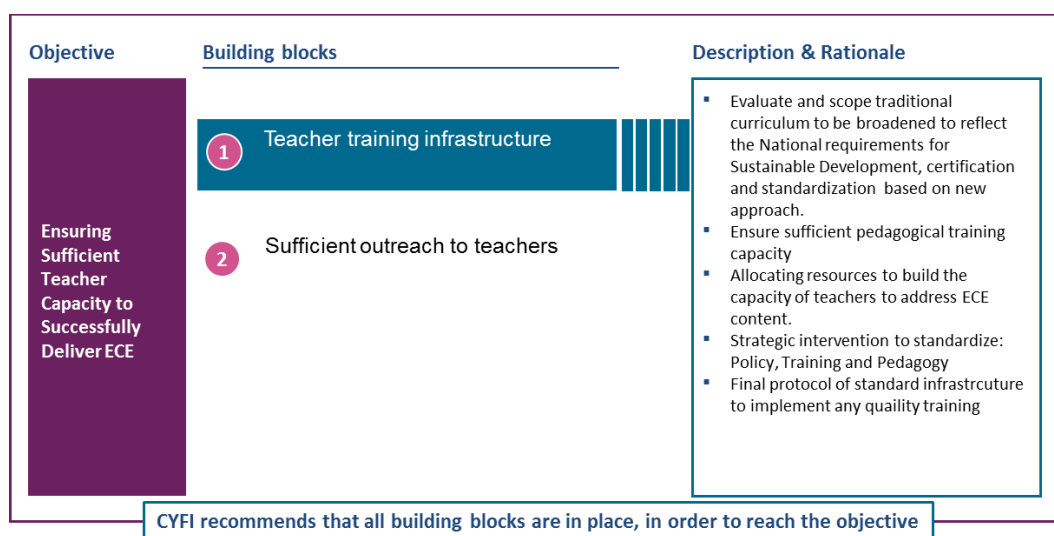 Objective
Building blocks
Description & Rationale
Ensuring
Sufficient
Teacher
Capacity to
Successfully
Deliver ECE
1
Teacher training infrastructure
2
Sufficient outreach to teachers
▪ Evaluate and scope traditional
curriculum to be broadened to reflect
the National requirements for
Sustainable Development, certification
and standardization based on new
approach.
▪ Ensure sufficient pedagogical training
capacity
▪ Allocating resources to build the
capacity of teachers to address ECE
content.
▪ Strategic intervention to standardize:
Policy, Training and Pedagogy
▪ Final protocol of standard infrastrcuture
to implement any quaility training
CYFI recommends that all building blocks are in place, in order to reach the objective